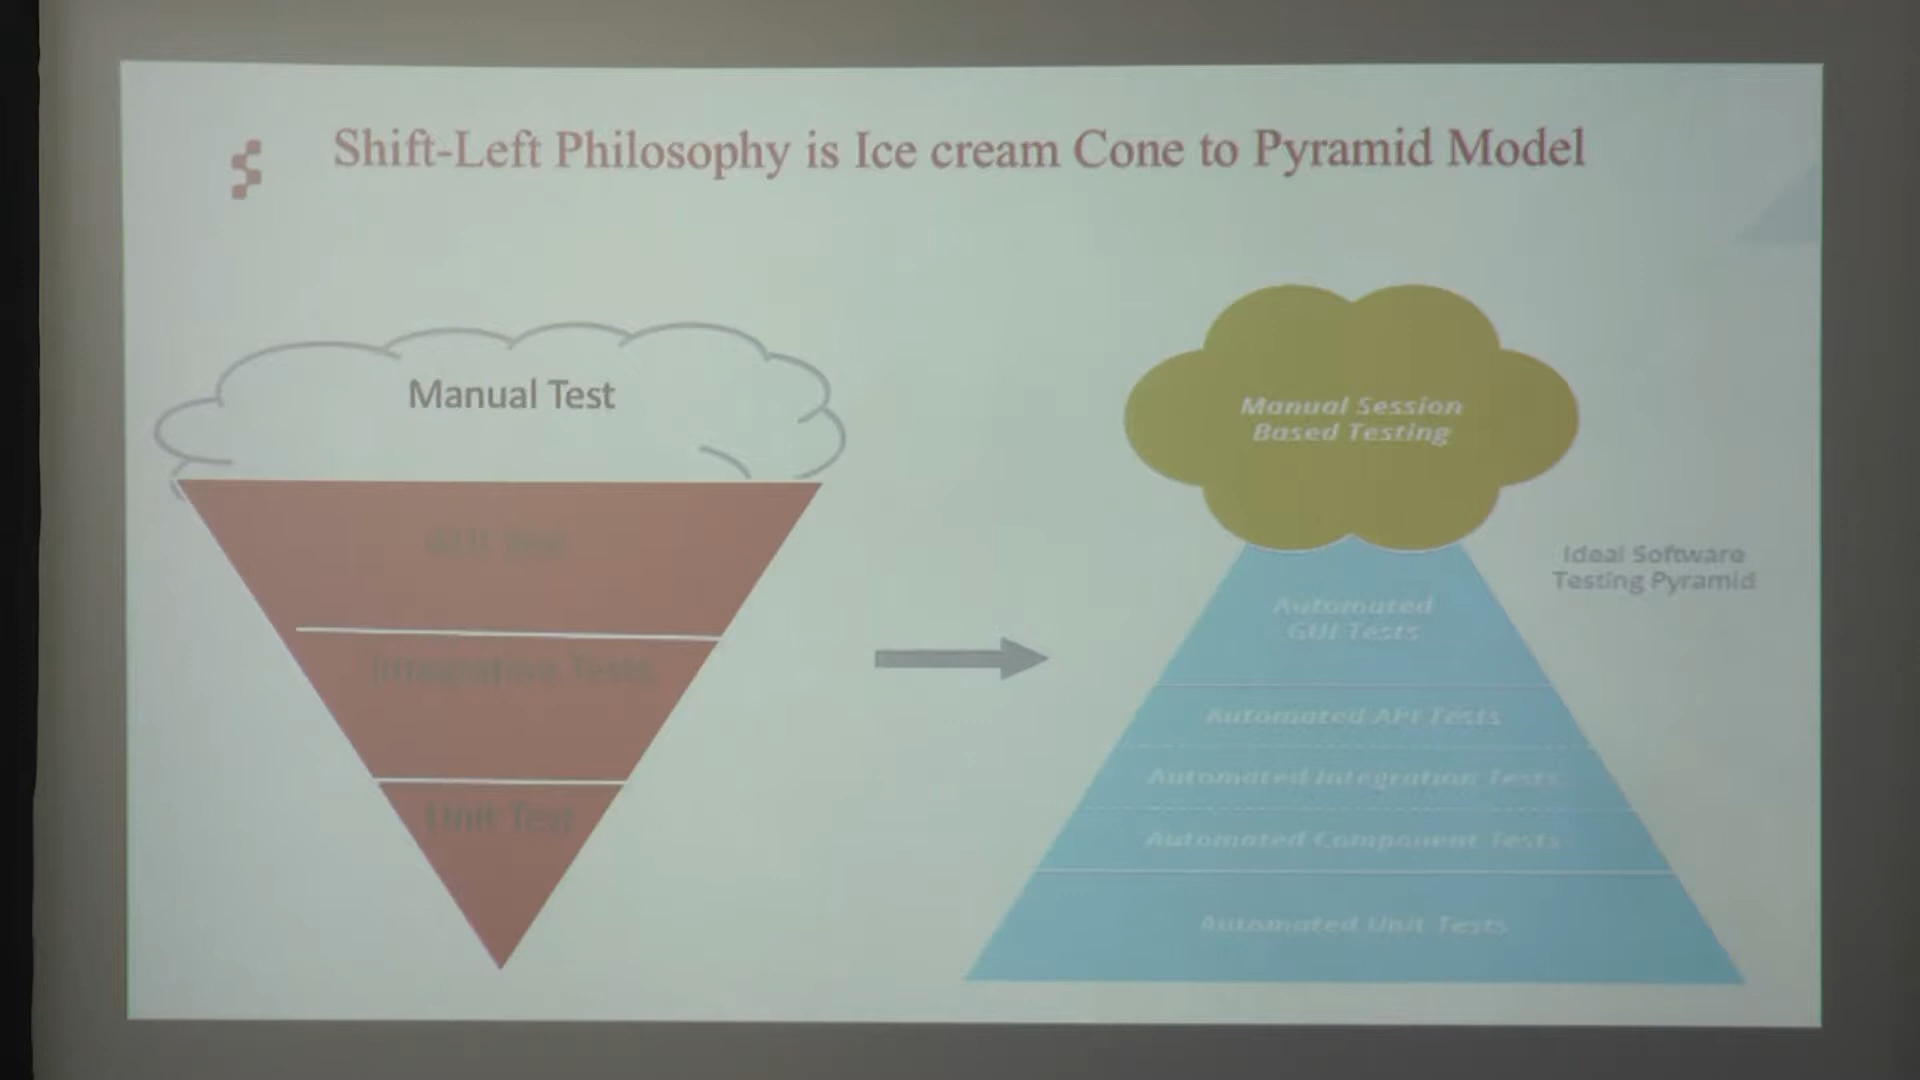 Shift-Left Philosophy is Ice cream Cone to Pyramid Model
Manual Test
GUI Test
Integration Tests
Unit Test
Manual Session
Based Testing
Ideal Software
Testing Pyramid
Automated
GUI Tests
Automated API Tests
Automated Integration Tests
Automated Component Tests
Automated Unit Tests